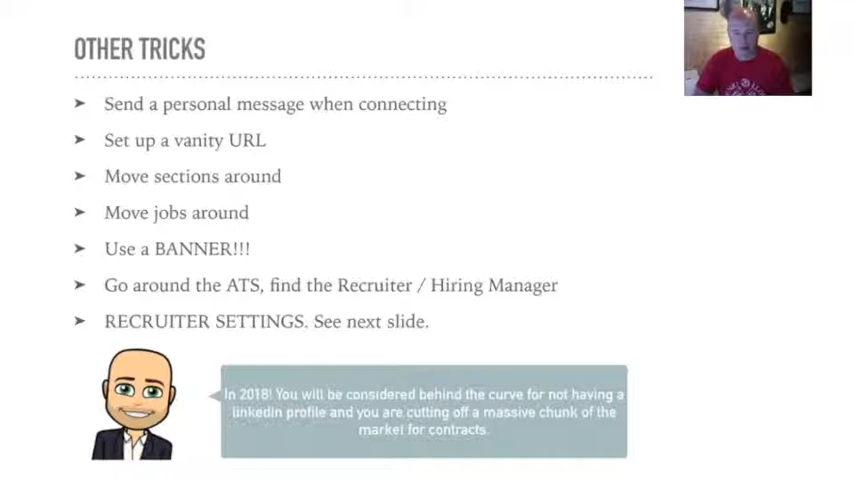 OTHER TRICKS
➤ Send a personal message when connecting
➤ Set up a vanity URL
➤ Move sections around
➤ Move jobs around
➤ Use a BANNER!!!
➤ Go around the ATS, find the Recruiter / Hiring Manager
➤ RECRUITER SETTINGS. See next slide.
In 2018! You will be considered behind the curve for not having a
linkedin profile and you are cutting off a massive chunk of the
market for contracts.